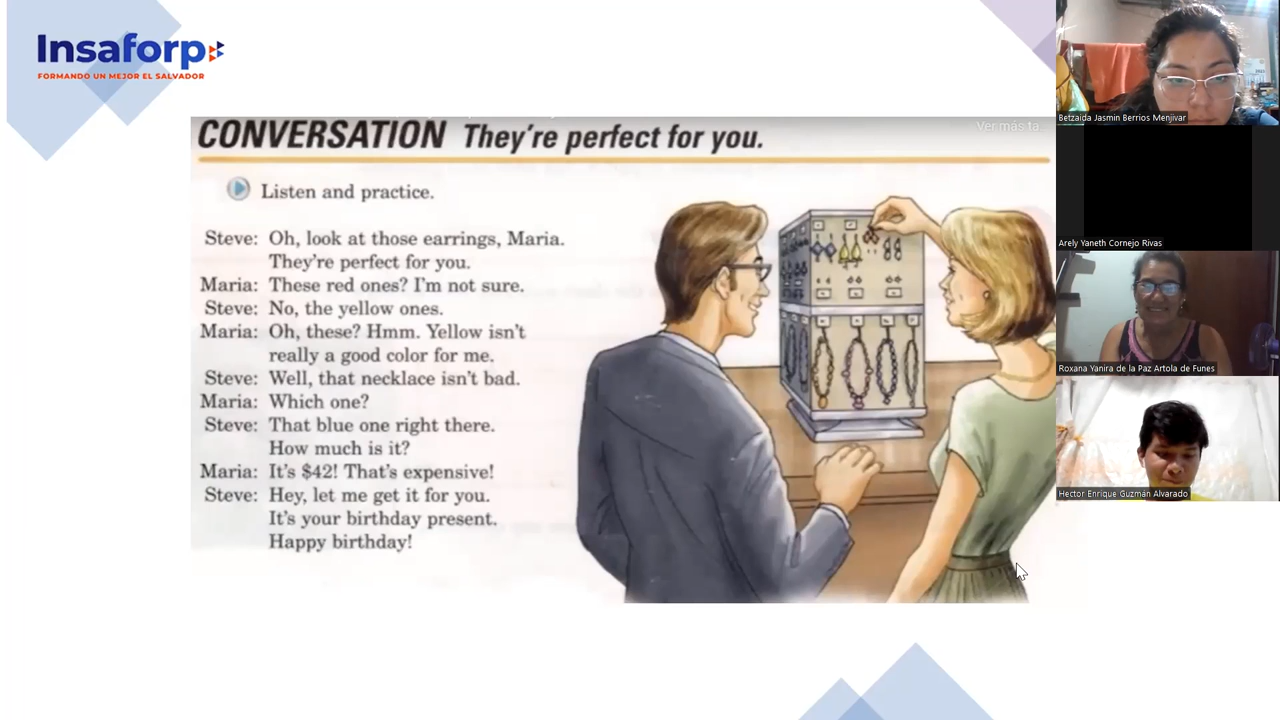 Insaforp
FORMANDO UN MEJOR EL SALVADOR
CONVERSATION They're perfect for you.
Ver más ta...
Listen and practice.
Steve: Oh, look at those earrings, Maria.
They're perfect for you.
Maria: These red ones? I'm not sure.
Steve: No, the yellow ones.
Maria: Oh, these? Hmm. Yellow isn't
really a good color for me.
Steve: Well, that necklace isn't bad.
Maria: Which one?
Steve: That blue one right there.
How much is it?
Maria: It's $42! That's expensive!
Steve: Hey, let me get it for you.
It's your birthday present.
Happy birthday!
Betzaida Jasmin Berrios Menjivar
Arely Yaneth Cornejo Rivas
Roxana Yanira de la Paz Artola de Funes
Hector Enrique Guzmán Alvarado